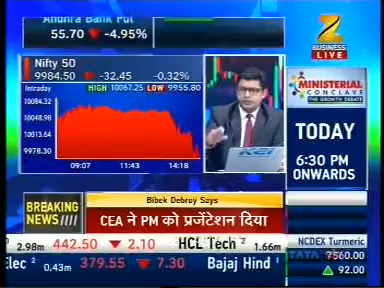 Andhra Bank Fut
55.70 -4.95%
Nifty 50
9984.50 -32.45 -0.32%
Intraday HIGH 10067.25 LOW 9955.80
10084.32
10048.98
10013.64
9978.30
09:07 11:43 14:18
Z
BUSINESS
LIVE
MINISTERIAL
CONCLAVE
THE GROWTH DEBATE
TODAY
6:30 PM
ONWARDS
BREAKING
NEWS
Bibek Debroy Says
CEA ने PM को प्रजेंटेशन दिया
2.98m 442.50 2.10 HCL Tech 2 1.66m
Elec 2 0.43m 379.55 7.30 Bajaj Hind 1
NCDEX Turmeric
7560.00
92.00